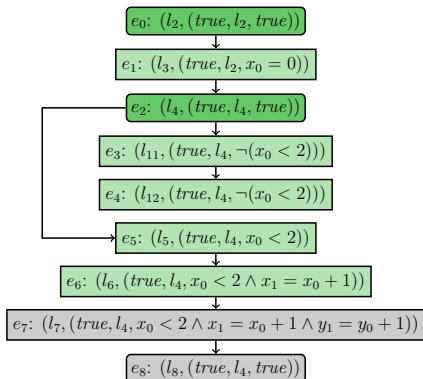 e₀: (l₂, (true, l₂, true))
e₁: (l₃, (true, l₂, x₀ = 0))
e₂: (l₄, (true, l₄, true))
e₃: (l₁₁, (true, l₄, ¬(x₀ < 2)))
e₄: (l₁₂, (true, l₄, ¬(x₀ < 2)))
e₅: (l₅, (true, l₄, x₀ < 2))
e₆: (l₆, (true, l₄, x₀ < 2 ∧ x₁ = x₀ + 1))
e₇: (l₇, (true, l₄, x₀ < 2 ∧ x₁ = x₀ + 1 ∧ y₁ = y₀ + 1))
e₈: (l₈, (true, l₄, true))